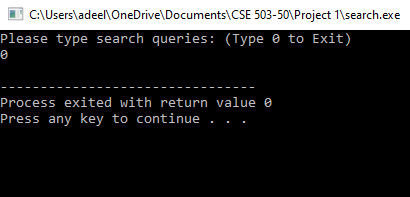 C:\Users\adeel\OneDrive\Documents\CSE 503-50\Project 1\search.exe
Please type search queries: (Type 0 to Exit)
0
--------------------------------
Process exited with return value 0
Press any key to continue . . .